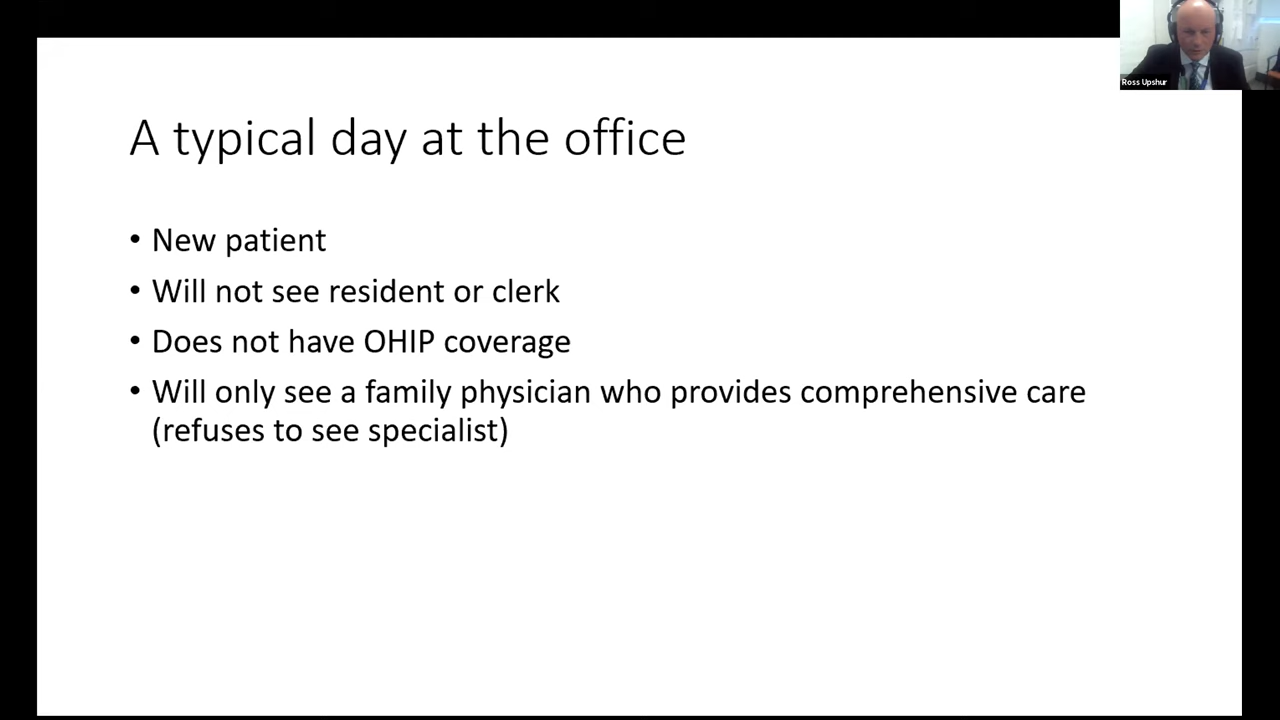 Ross Upshur
A typical day at the office
• New patient
• Will not see resident or clerk
• Does not have OHIP coverage
• Will only see a family physician who provides comprehensive care
(refuses to see specialist)